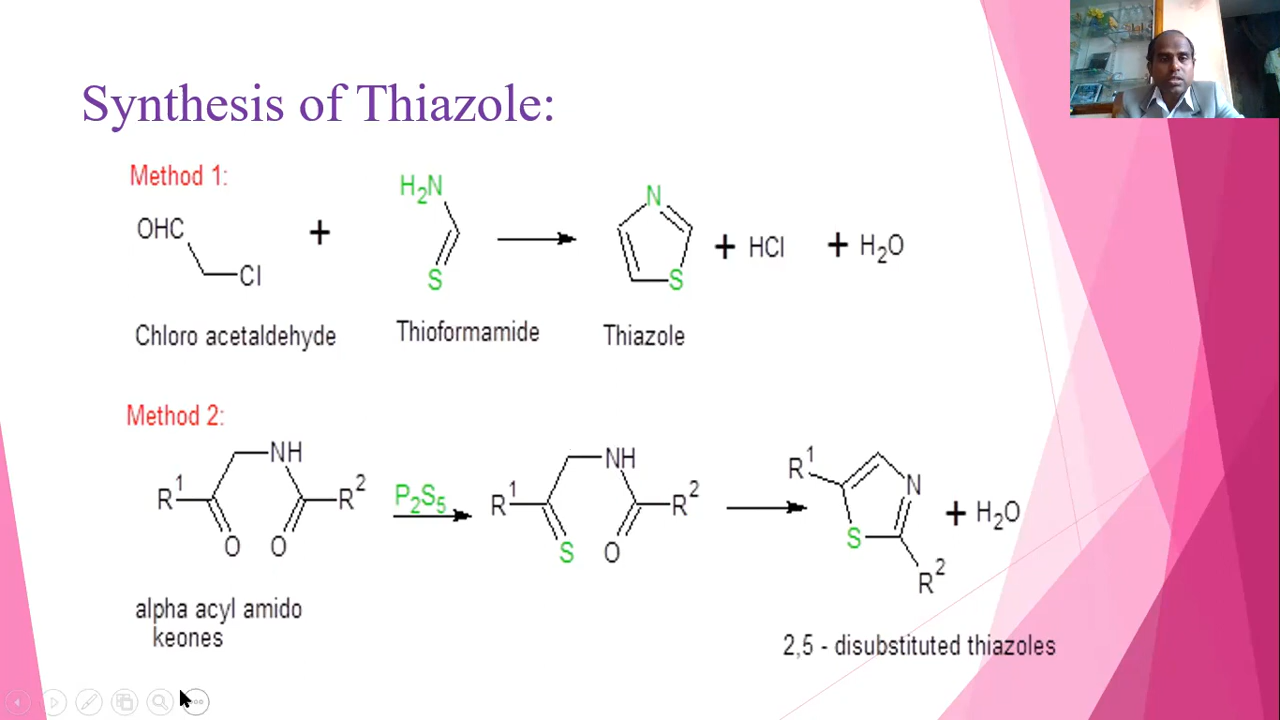 Synthesis of Thiazole:
Method 1:
OHC
Cl
+
H2N
S
N
S
+ HCl + H2O
Chloro acetaldehyde
Thioformamide
Thiazole
Method 2:
R1
NH
O
O
R2
P2S5
R1
NH
S
O
R2
R1
N
S
R2
+ H2O
alpha acyl amido
keones
2,5 - disubstituted thiazoles